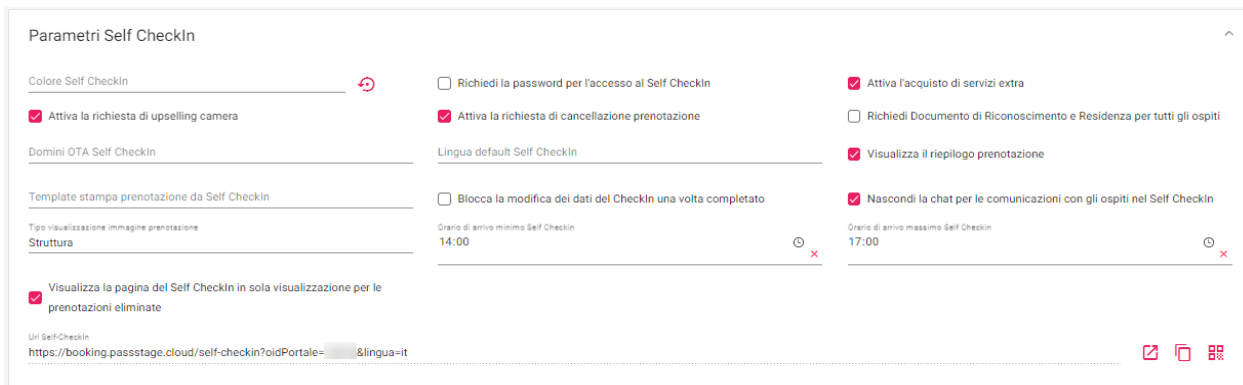 Parametri Self CheckIn
Colore Self CheckIn
Richiedi la password per l'accesso al Self CheckIn
Attiva l'acquisto di servizi extra
Attiva la richiesta di upselling camera
Attiva la richiesta di cancellazione prenotazione
Richiedi Documento di Riconoscimento e Residenza per tutti gli ospiti
Domini OTA Self CheckIn
Lingua default Self CheckIn
Visualizza il riepilogo prenotazione
Template stampa prenotazione da Self CheckIn
Blocca la modifica dei dati del CheckIn una volta completato
Nascondi la chat per le comunicazioni con gli ospiti nel Self CheckIn
Tipo visualizzazione immagine prenotazione
Struttura
Orario di arrivo minimo Self Checkin
14:00
Orario di arrivo massimo Self Checkin
17:00
Visualizza la pagina del Self CheckIn in sola visualizzazione per le
prenotazioni eliminate
Url Self-CheckIn
https://booking.passstage.cloud/self-checkin?oidPortale= &lingua=it